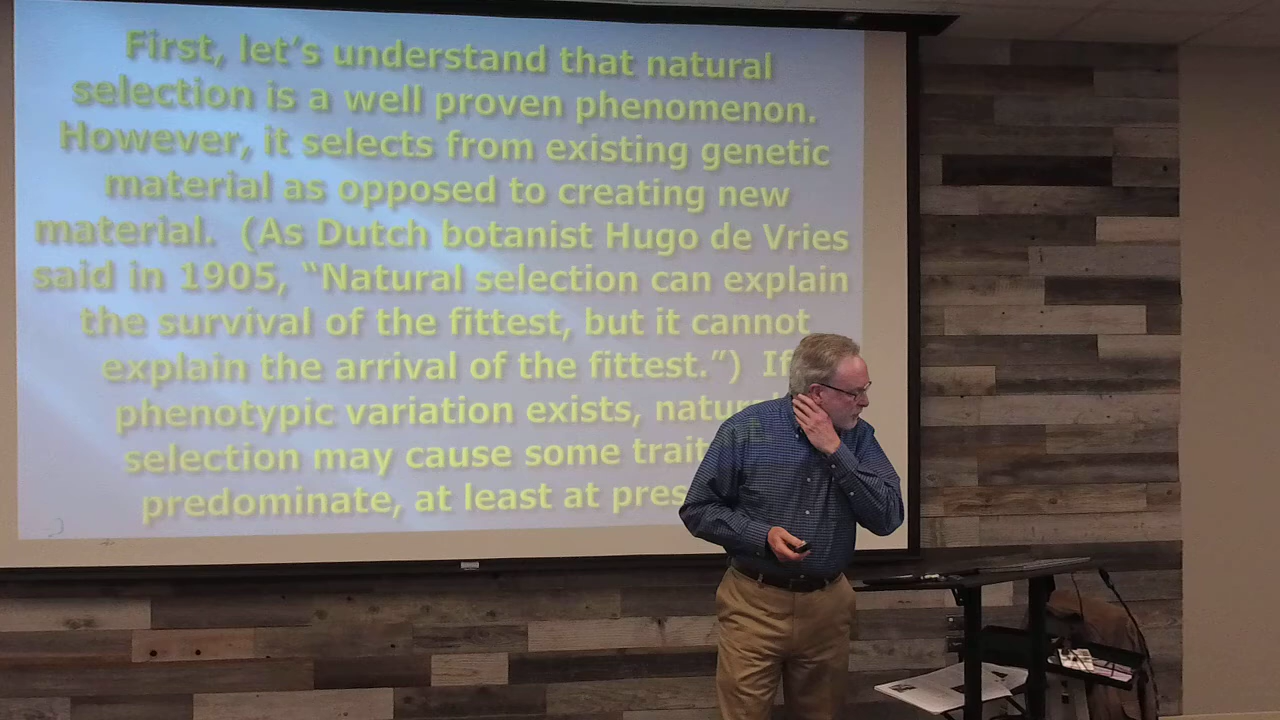 First, let's understand that natural
selection is a well proven phenomenon.
However, it selects from existing genetic
material as opposed to creating new
material. (As Dutch botanist Hugo de Vries
said in 1905, “Natural selection can explain
the survival of the fittest, but it cannot
explain the arrival of the fittest.”) If
phenotypic variation exists,
selection may cause some
predominate, at least at